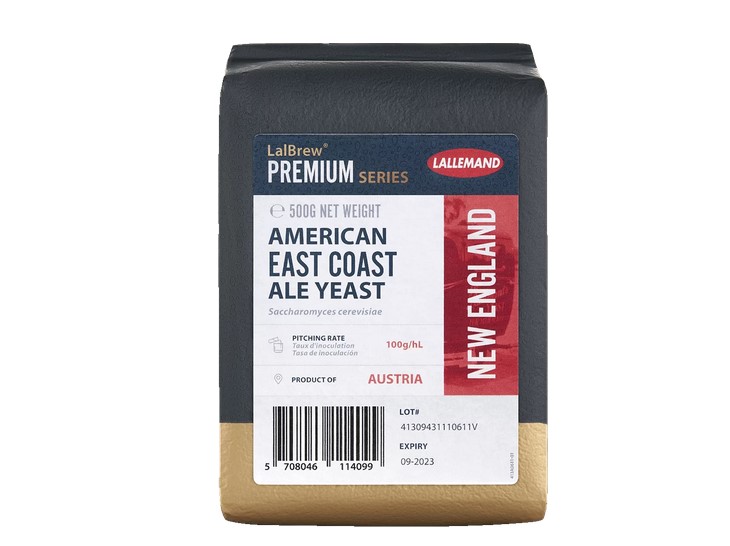 LalBrew®
PREMIUM SERIES
LALLEMAND
℮ 500G NET WEIGHT
AMERICAN
EAST COAST
ALE YEAST
Saccharomyces cerevisiae
NEW ENGLAND
PITCHING RATE
Taux d'inoculation
Tasa de inoculación
100g/hL
PRODUCT OF AUSTRIA
LOT#
41309431110611V
EXPIRY
09-2023
5 708046 114099